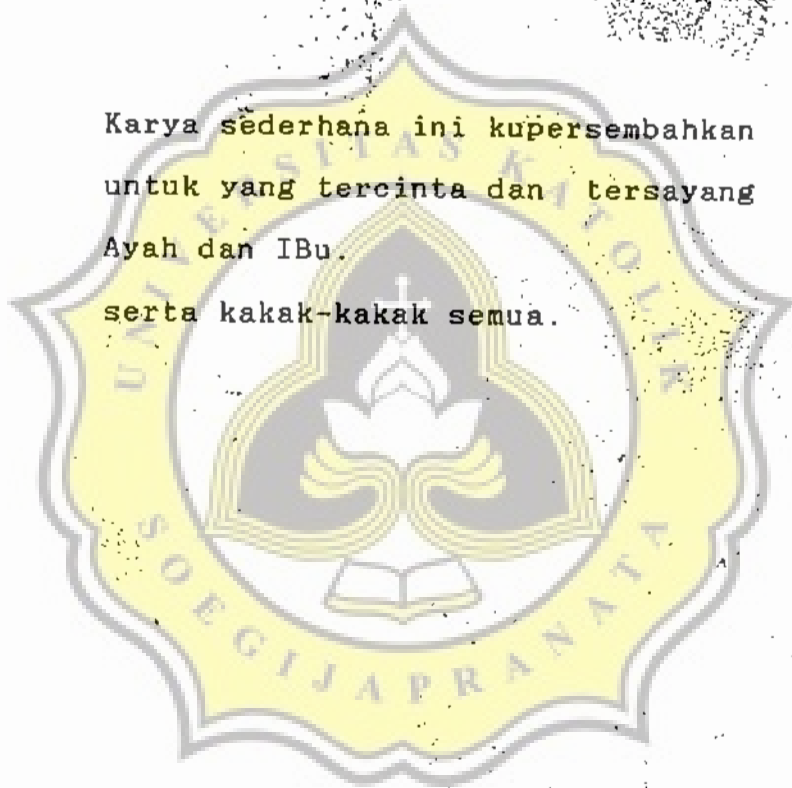 Karya sederhana ini kupersembahkan
untuk yang tercinta dan tersayang
Ayah dan IBu.
serta kakak-kakak semua.
UNIVERSITAS KATOLIK
SOEGIJAPRANATA